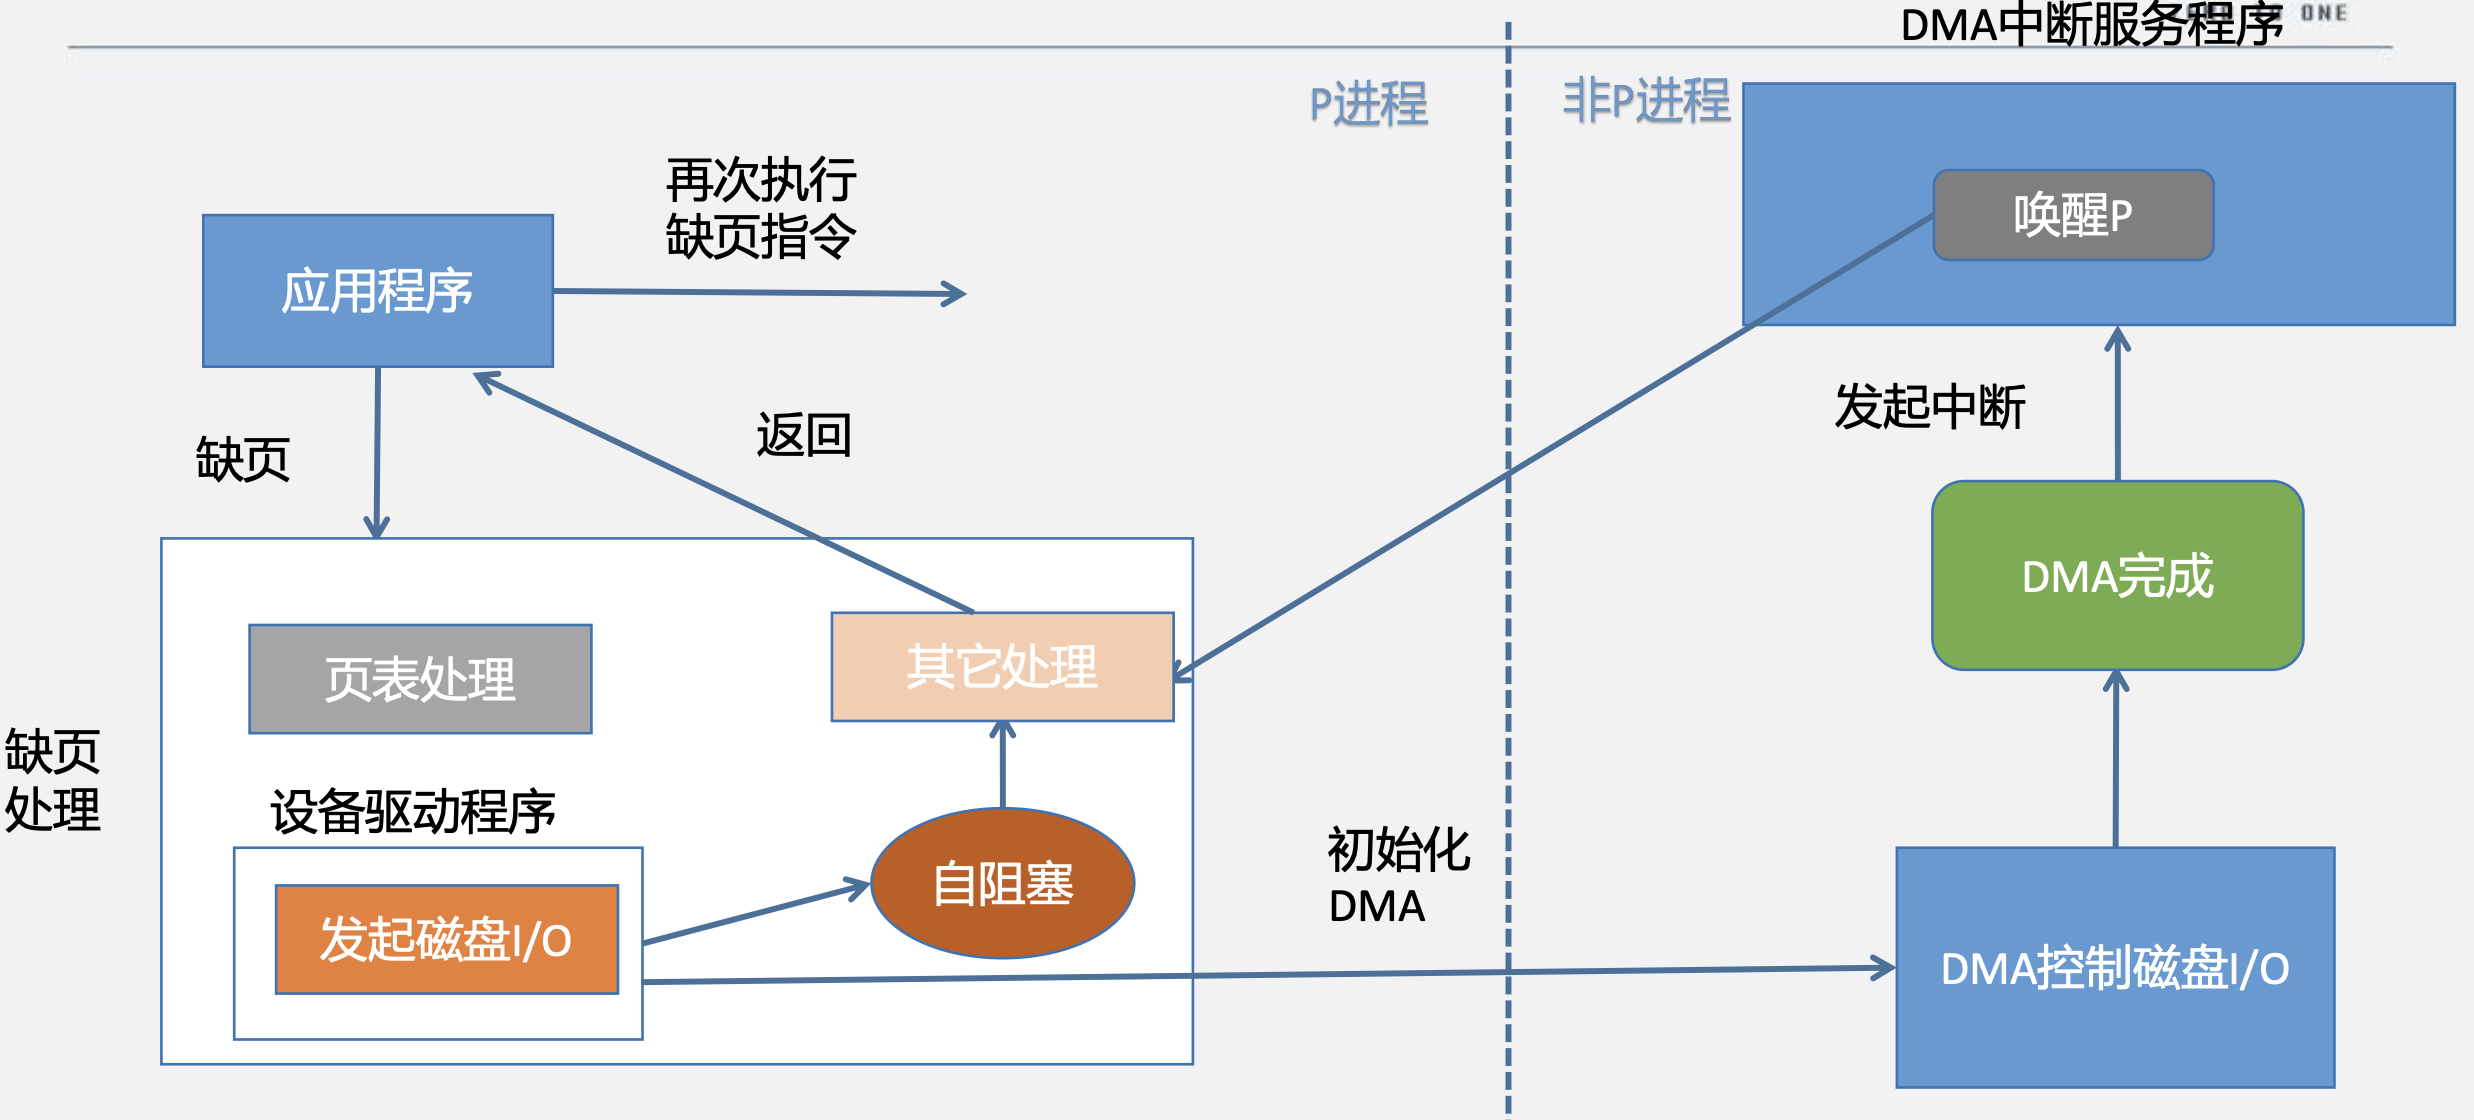 DMA中断服务程序
ONE
P进程
非P进程
再次执行
缺页指令
唤醒P
应用程序
发起中断
返回
缺页
DMA完成
其它处理
页表处理
缺页
处理
设备驱动程序
初始化
DMA
自阻塞
发起磁盘I/O
DMA控制磁盘I/O